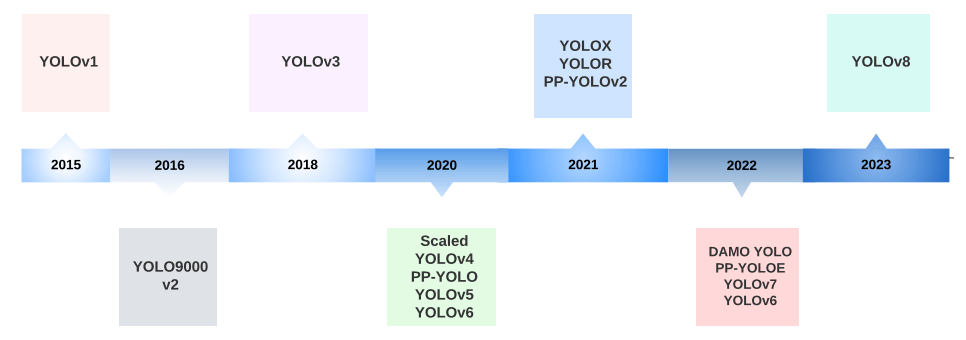 YOLOv1
YOLOv3
YOLOX
YOLOR
PP-YOLOv2
YOLOv8
2015
2016
2018
2020
2021
2022
2023
YOLO9000
v2
Scaled
YOLOv4
PP-YOLO
YOLOv5
YOLOv6
DAMO YOLO
PP-YOLOE
YOLOv7
YOLOv6